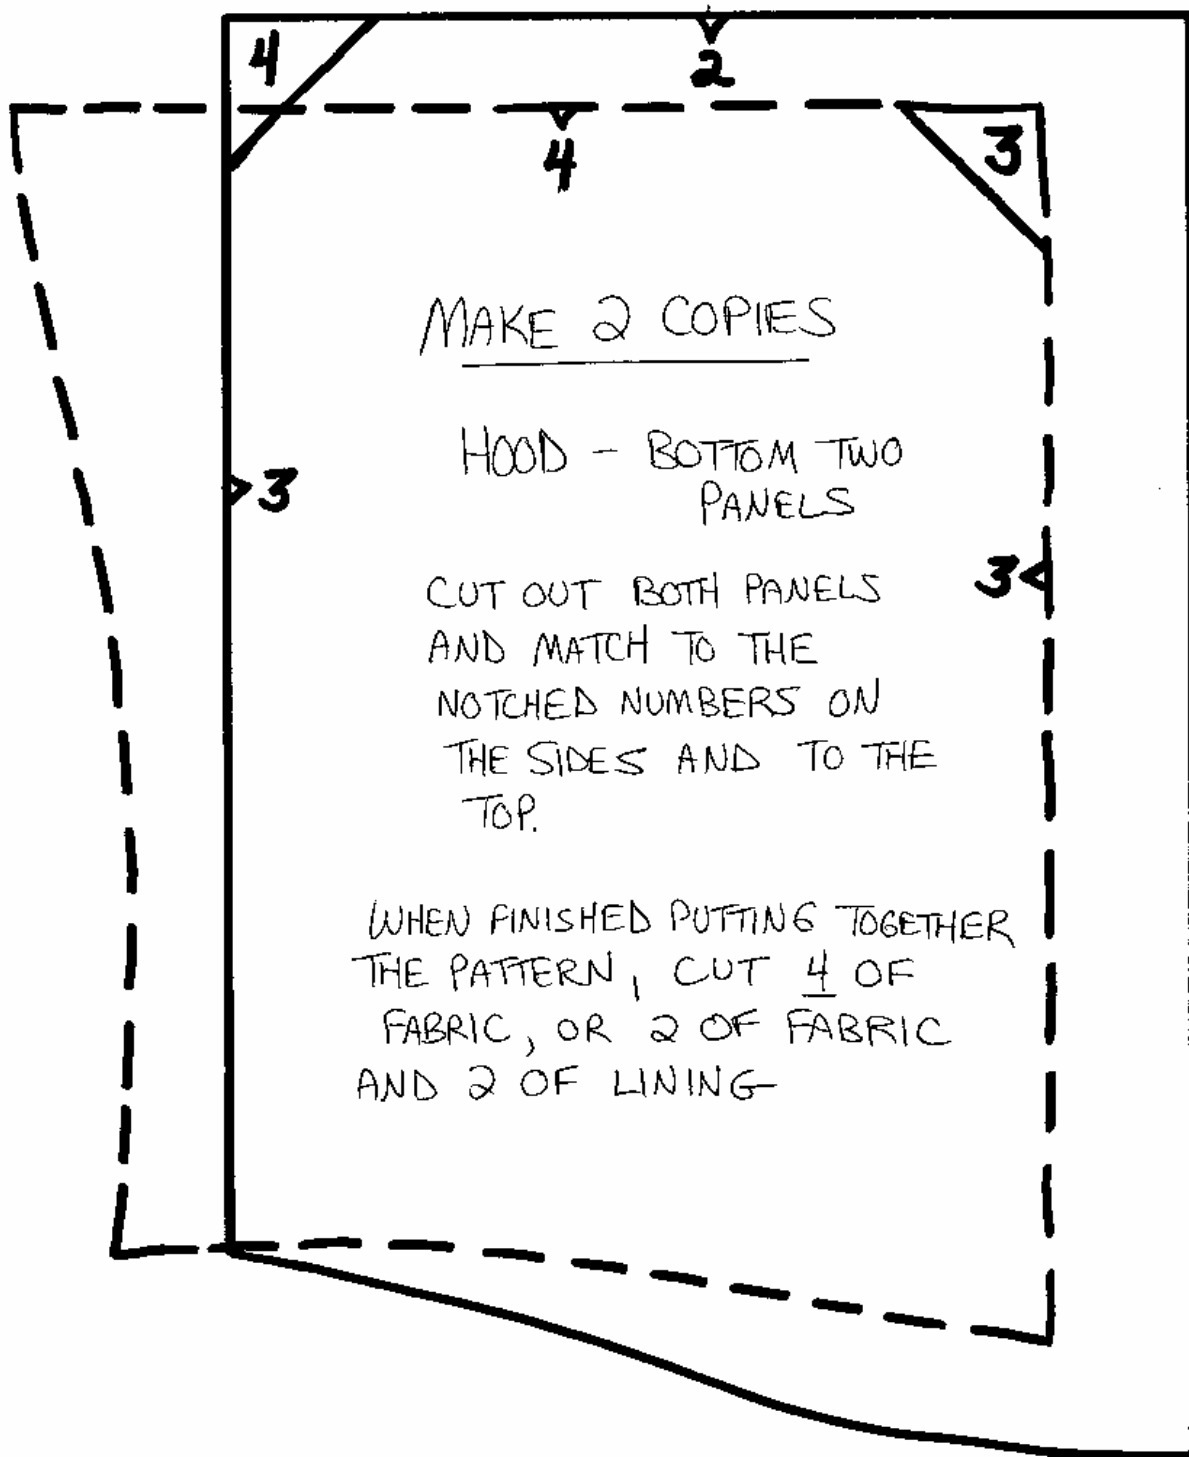 4
2
4
3
MAKE 2 COPIES
HOOD - BOTTOM TWO
PANELS
3
3
CUT OUT BOTH PANELS
AND MATCH TO THE
NOTCHED NUMBERS ON
THE SIDES AND TO THE
TOP.
WHEN FINISHED PUTTING TOGETHER
THE PATTERN, CUT 4 OF
FABRIC, OR 2 OF FABRIC
AND 2 OF LINING